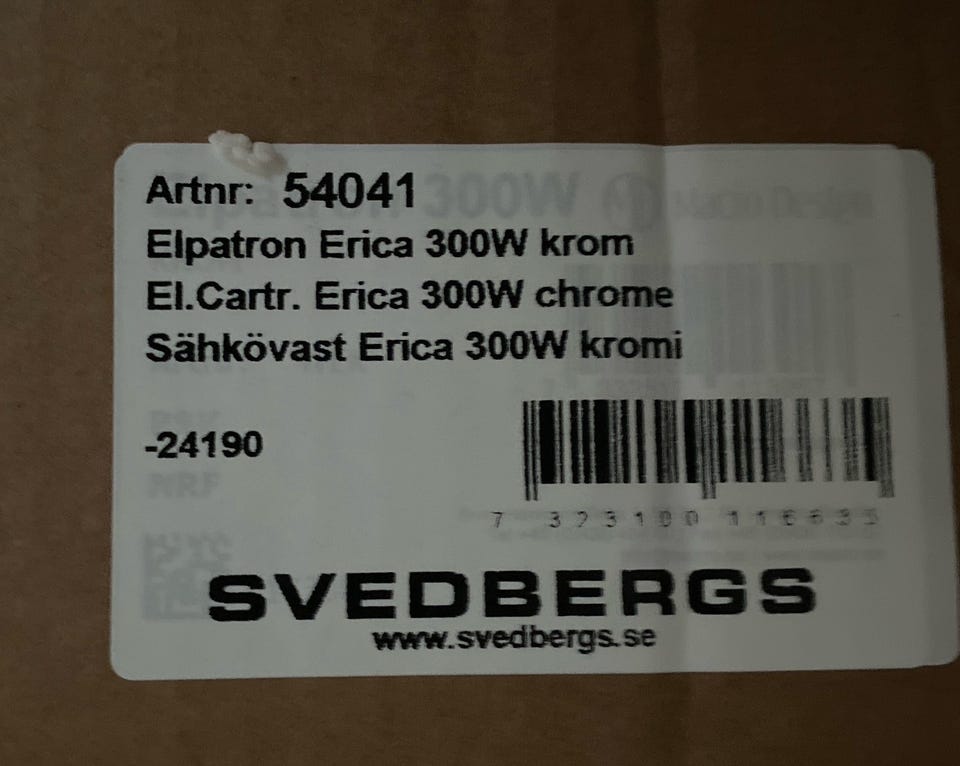 Artnr: 54041
Elpatron Erica 300W krom
El.Cartr. Erica 300W chrome
Sähkövast Erica 300W kromi
-24190
7 323100 116635
SVEDBERGS
www.svedbergs.se